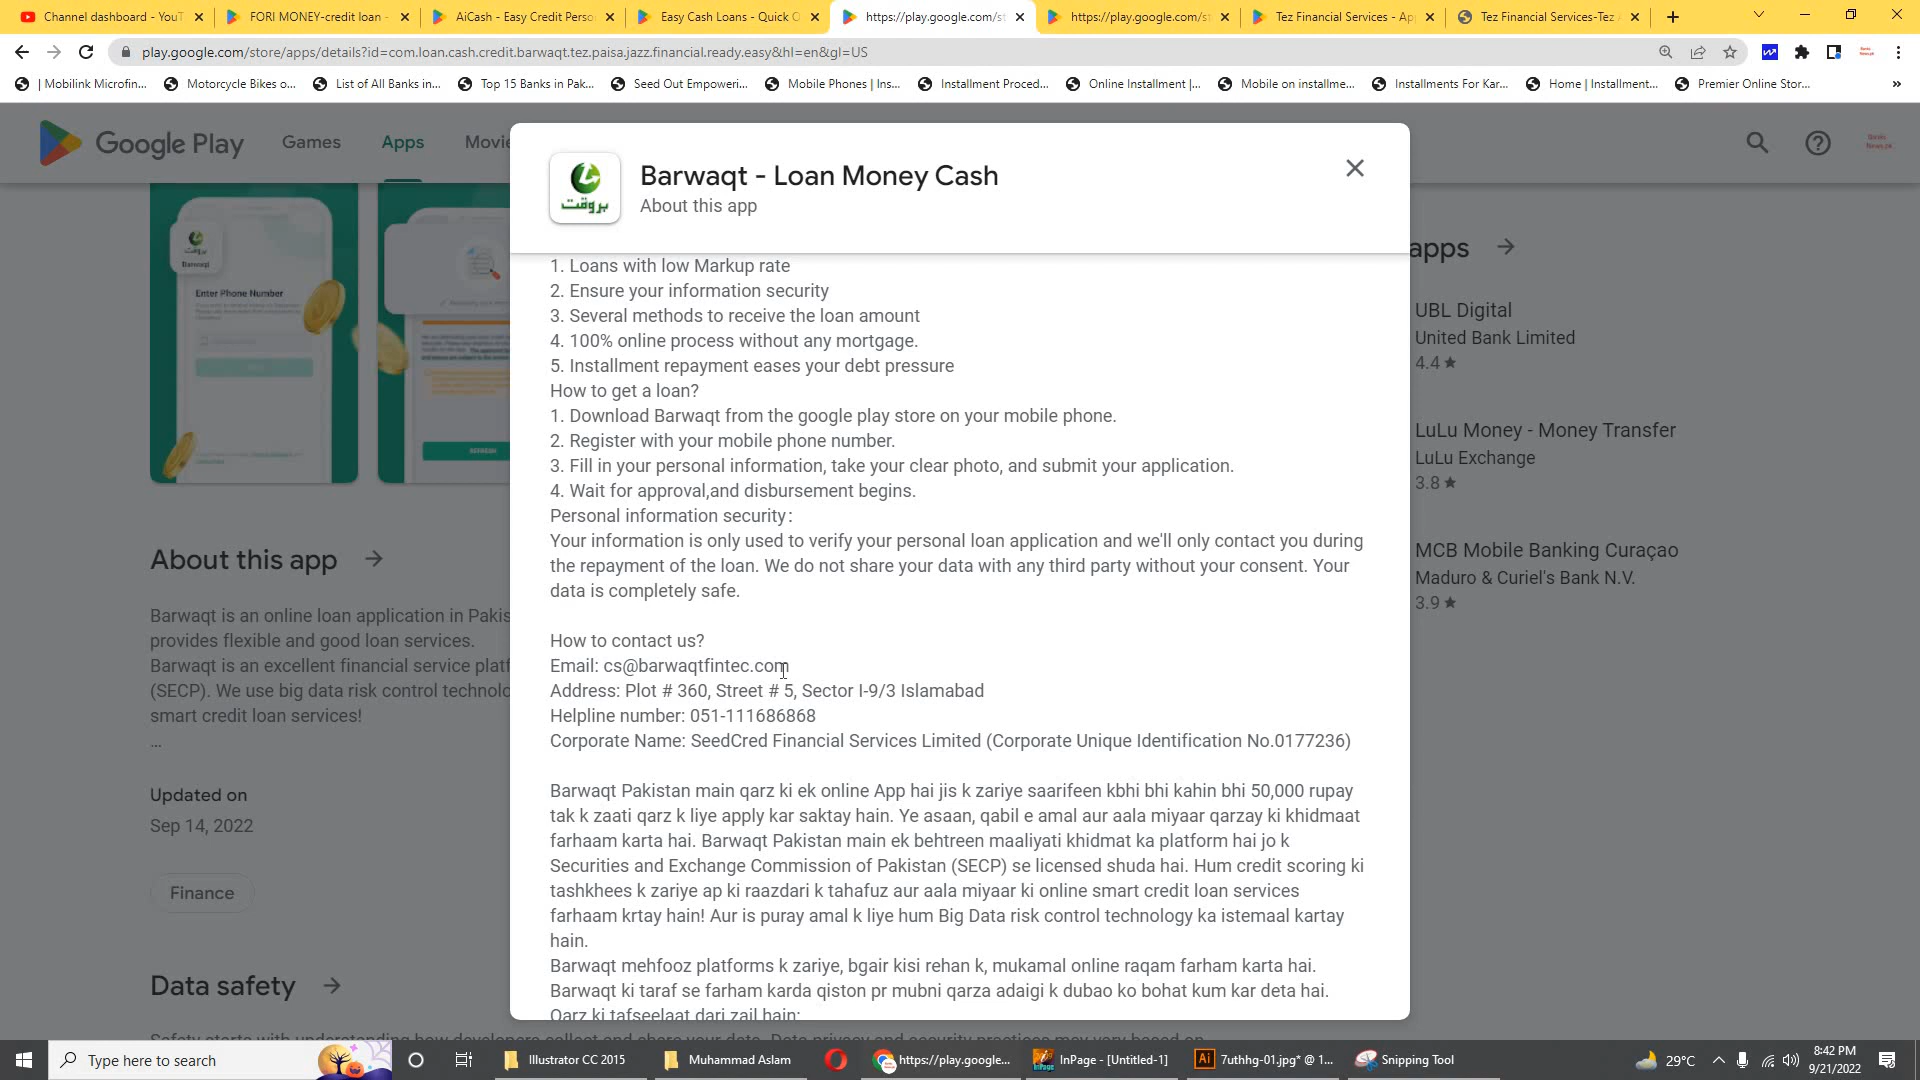 Channel dashboard - YouT
FORI MONEY-credit loan -
AiCash - Easy Credit Perso
Easy Cash Loans - Quick O
https://play.google.com/st
https://play.google.com/st
Tez Financial Services - Ap
Tez Financial Services-Tez A
play.google.com/store/apps/details?id=com.loan.cash.credit.barwaqt.tez.paisa.jazz.financial.ready.easy&hl=en&gl=US
| Mobilink Microfin...
Motorcycle Bikes o...
List of All Banks in...
Top 15 Banks in Pak...
Seed Out Empoweri...
Mobile Phones | Ins...
Installment Proced...
Online Installment |...
Mobile on installme...
Installments For Kar...
Home | Installment...
Premier Online Stor...
Google Play
Games
Apps
Movie
Barwaqt - Loan Money Cash
About this app
بروقت
1. Loans with low Markup rate
2. Ensure your information security
3. Several methods to receive the loan amount
4. 100% online process without any mortgage.
5. Installment repayment eases your debt pressure
How to get a loan?
1. Download Barwaqt from the google play store on your mobile phone.
2. Register with your mobile phone number.
3. Fill in your personal information, take your clear photo, and submit your application.
4. Wait for approval,and disbursement begins.
Personal information security:
Your information is only used to verify your personal loan application and we'll only contact you during
the repayment of the loan. We do not share your data with any third party without your consent. Your
data is completely safe.
How to contact us?
Email: cs@barwaqtfintec.com
Address: Plot # 360, Street # 5, Sector I-9/3 Islamabad
Helpline number: 051-111686868
Corporate Name: SeedCred Financial Services Limited (Corporate Unique Identification No.0177236)
Barwaqt Pakistan main qarz ki ek online App hai jis k zariye saarifeen kbhi bhi kahin bhi 50,000 rupay
tak k zaati qarz k liye apply kar saktay hain. Ye asaan, qabil e amal aur aala miyaar qarzay ki khidmaat
farhaam karta hai. Barwaqt Pakistan main ek behtreen maaliyati khidmat ka platform hai jo k
Securities and Exchange Commission of Pakistan (SECP) se licensed shuda hai. Hum credit scoring ki
tashkhees k zariye ap ki raazdari k tahafuz aur aala miyaar ki online smart credit loan services
farhaam krtay hain! Aur is puray amal k liye hum Big Data risk control technology ka istemaal kartay
hain.
Barwaqt mehfooz platforms k zariye, bgair kisi rehan k, mukamal online raqam farham karta hai.
Barwaqt ki taraf se farham karda qiston pr mubni qarza adaigi k dubao ko bohat kum kar deta hai.
Qarz ki tafseelaat dari zail hain:
Barwaqt
Enter Phone Number
REFRESH
About this app
Barwaqt is an online loan application in Pakis
provides flexible and good loan services.
Barwaqt is an excellent financial service platf
(SECP). We use big data risk control technolo
smart credit loan services!
...
Updated on
Sep 14, 2022
Finance
Data safety
apps
UBL Digital
United Bank Limited
4.4 ★
LuLu Money - Money Transfer
LuLu Exchange
3.8 ★
MCB Mobile Banking Curaçao
Maduro & Curiel's Bank N.V.
3.9 ★
Type here to search
Illustrator CC 2015
Muhammad Aslam
https://play.google...
InPage - [Untitled-1]
7uthhg-01.jpg* @ 1...
Snipping Tool
29°C
8:42 PM
9/21/2022